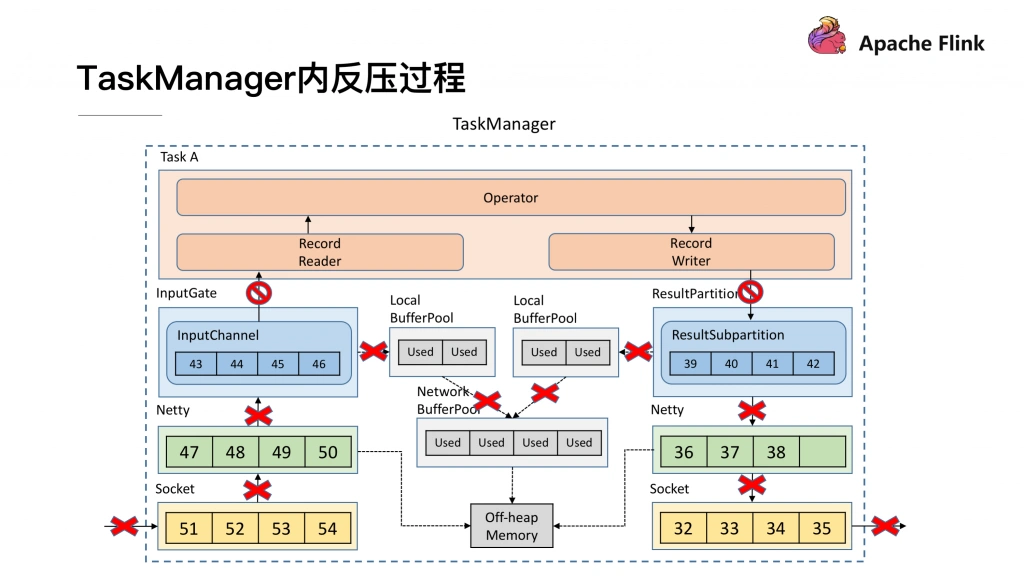 Apache Flink
TaskManager内反压过程
TaskManager
Task A
Operator
Record
Reader
Record
Writer
InputGate
Local
BufferPool
Local
BufferPool
ResultPartition
InputChannel
43 44 45 46
Used Used
Used Used
ResultSubpartition
39 40 41 42
Network
BufferPool
Netty
47 48 49 50
Used Used Used Used
Netty
36 37 38
Socket
51 52 53 54
Off-heap
Memory
Socket
32 33 34 35